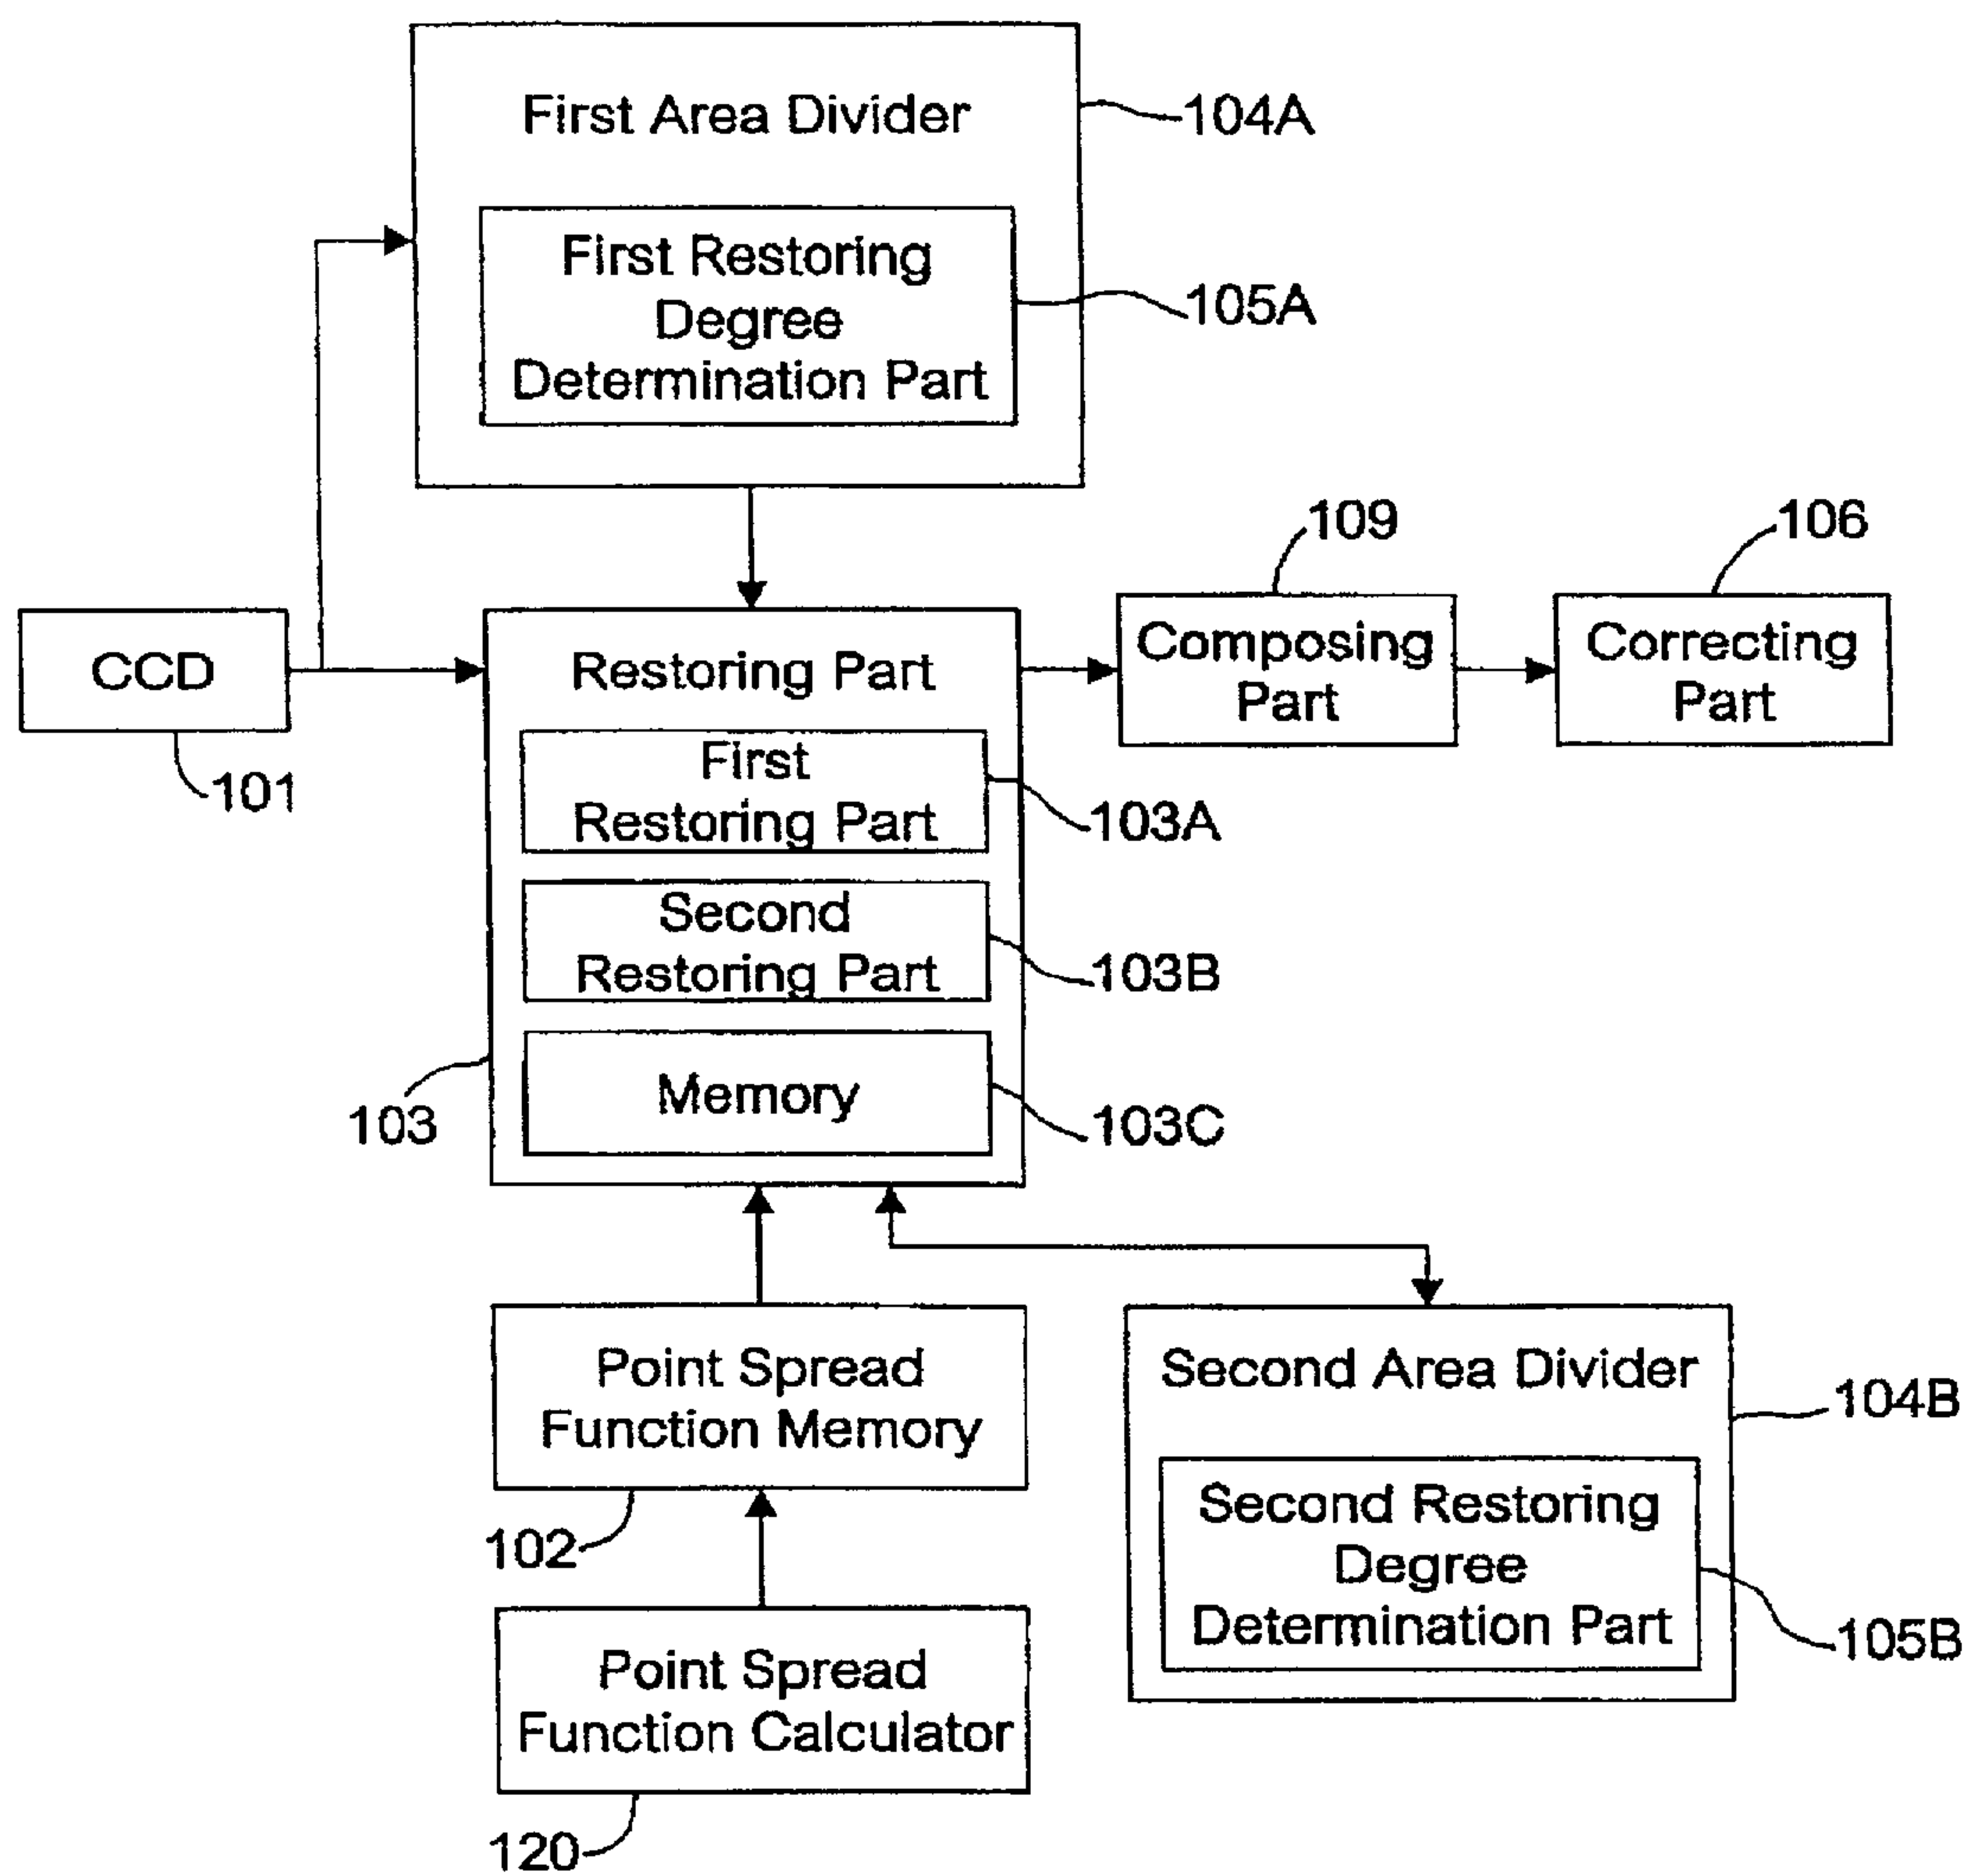 First Area Divider
104A
First Restoring
Degree
Determination Part
105A
109
106
CCD
101
Restoring Part
Composing
Part
Correcting
Part
First
Restoring Part
103A
Second
Restoring Part
103B
Memory
103C
103
Point Spread
Function Memory
102
Second Area Divider
104B
Second Restoring
Degree
Determination Part
105B
Point Spread
Function Calculator
120